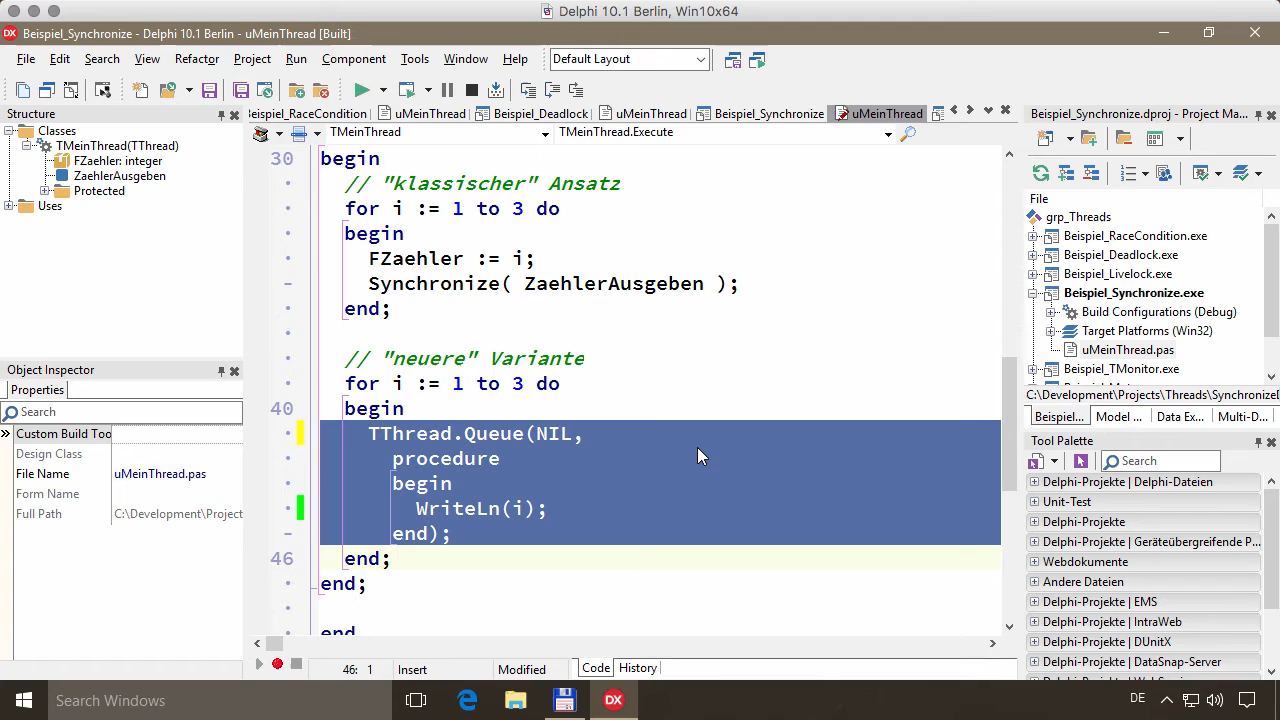 Delphi 10.1 Berlin, Win10x64
DX
Beispiel_Synchronize - Delphi 10.1 Berlin - uMeinThread [Built]
File Edit Search View Refactor Project Run Component Tools Window Help
Default Layout
Structure
Classes
TMeinThread(TThread)
FZaehler: integer
ZaehlerAusgeben
Protected
Uses
Object Inspector
Properties
Search
Custom Build Too
Design Class
File Name uMeinThread.pas
Form Name
Full Path C:\Development\Project
Beispiel_RaceCondition uMeinThread Beispiel_Deadlock uMeinThread Beispiel_Synchronize uMeinThread
TMeinThread TMeinThread.Execute
30 begin
// "klassischer" Ansatz
for i := 1 to 3 do
begin
FZaehler := i;
Synchronize( ZaehlerAusgeben );
end;
// "neuere" Variante
for i := 1 to 3 do
40 begin
TThread.Queue(NIL,
procedure
begin
WriteLn(i);
end);
46 end;
end;
end
46: 1 Insert Modified Code History
Beispiel_Synchronize.dproj - Project Ma...
File
grp_Threads
Beispiel_RaceCondition.exe
Beispiel_Deadlock.exe
Beispiel_Livelock.exe
Beispiel_Synchronize.exe
Build Configurations (Debug)
Target Platforms (Win32)
uMeinThread.pas
Beispiel_TMonitor.exe
C:\Development\Projects\Threads\SynchronizeD
Beispiel... Model ... Data Ex... Multi-D...
Tool Palette
Search
Delphi-Projekte | Delphi-Dateien
Unit-Test
Delphi-Projekte
Delphi-Projekte | Geräteübergreifende P...
Webdokumente
Andere Dateien
Delphi-Projekte | EMS
Delphi-Projekte | IntraWeb
Delphi-Projekte | DUnitX
Delphi-Projekte | DataSnap-Server
Search Windows
DX
DE